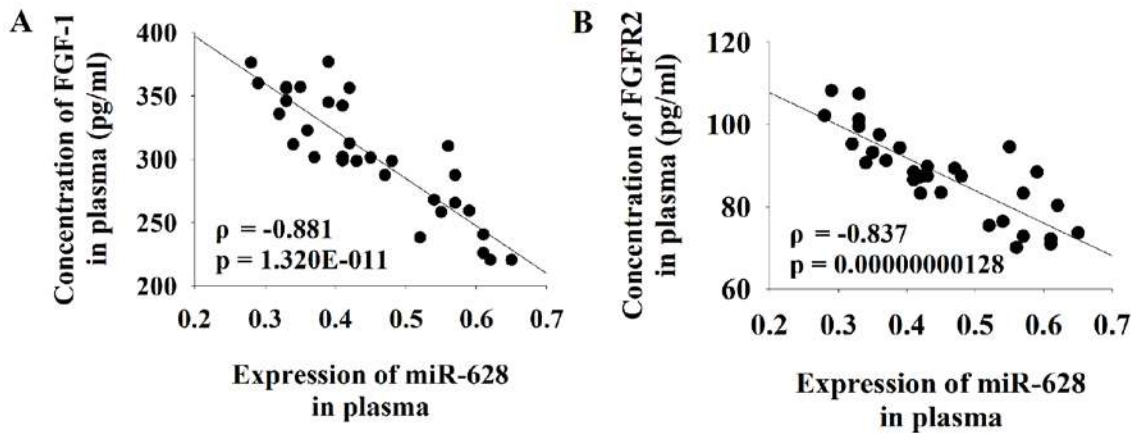 A
Concentration of FGF-1
in plasma (pg/ml)
400
350
300
250
200
ρ = -0.881
p = 1.320E-011
0.2 0.3 0.4 0.5 0.6 0.7
Expression of miR-628
in plasma
B
Concentration of FGFR2
in plasma (pg/ml)
120
100
80
60
ρ = -0.837
p = 0.00000000128
0.2 0.3 0.4 0.5 0.6 0.7
Expression of miR-628
in plasma